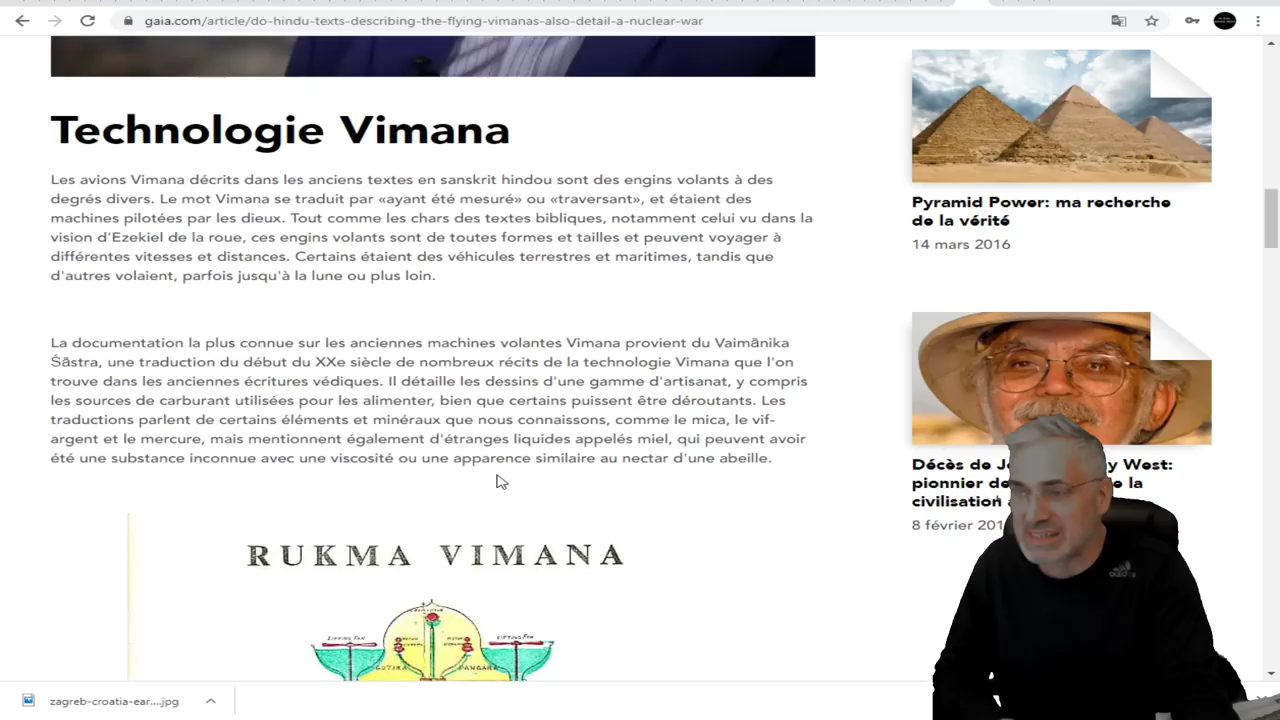 gaia.com/article/do-hindu-texts-describing-the-flying-vimanas-also-detail-a-nuclear-war
Technologie Vimana
Les avions Vimana décrits dans les anciens textes en sanskrit hindou sont des engins volants à des
degrés divers. Le mot Vimana se traduit par «ayant été mesuré» ou «traversant», et étaient des
machines pilotées par les dieux. Tout comme les chars des textes bibliques, notamment celui vu dans la
vision d'Ezekiel de la roue, ces engins volants sont de toutes formes et tailles et peuvent voyager à
différentes vitesses et distances. Certains étaient des véhicules terrestres et maritimes, tandis que
d'autres volaient, parfois jusqu'à la lune ou plus loin.
La documentation la plus connue sur les anciennes machines volantes Vimana provient du Vaimānika
Śāstra, une traduction du début du XXe siècle de nombreux récits de la technologie Vimana que l'on
trouve dans les anciennes écritures védiques. Il détaille les dessins d'une gamme d'artisanat, y compris
les sources de carburant utilisées pour les alimenter, bien que certains puissent être déroutants. Les
traductions parlent de certains éléments et minéraux que nous connaissons, comme le mica, le vif-
argent et le mercure, mais mentionnent également d'étranges liquides appelés miel, qui peuvent avoir
été une substance inconnue avec une viscosité ou une apparence similaire au nectar d'une abeille.
RUKMA VIMANA
LIFTING FAN
LIFTING FAN
GUTIKA
PANGARA
Pyramid Power: ma recherche
de la vérité
14 mars 2016
Décès de J y West:
pionnier de la
civilisation
8 février 201
adidas
zagreb-croatia-ear....jpg